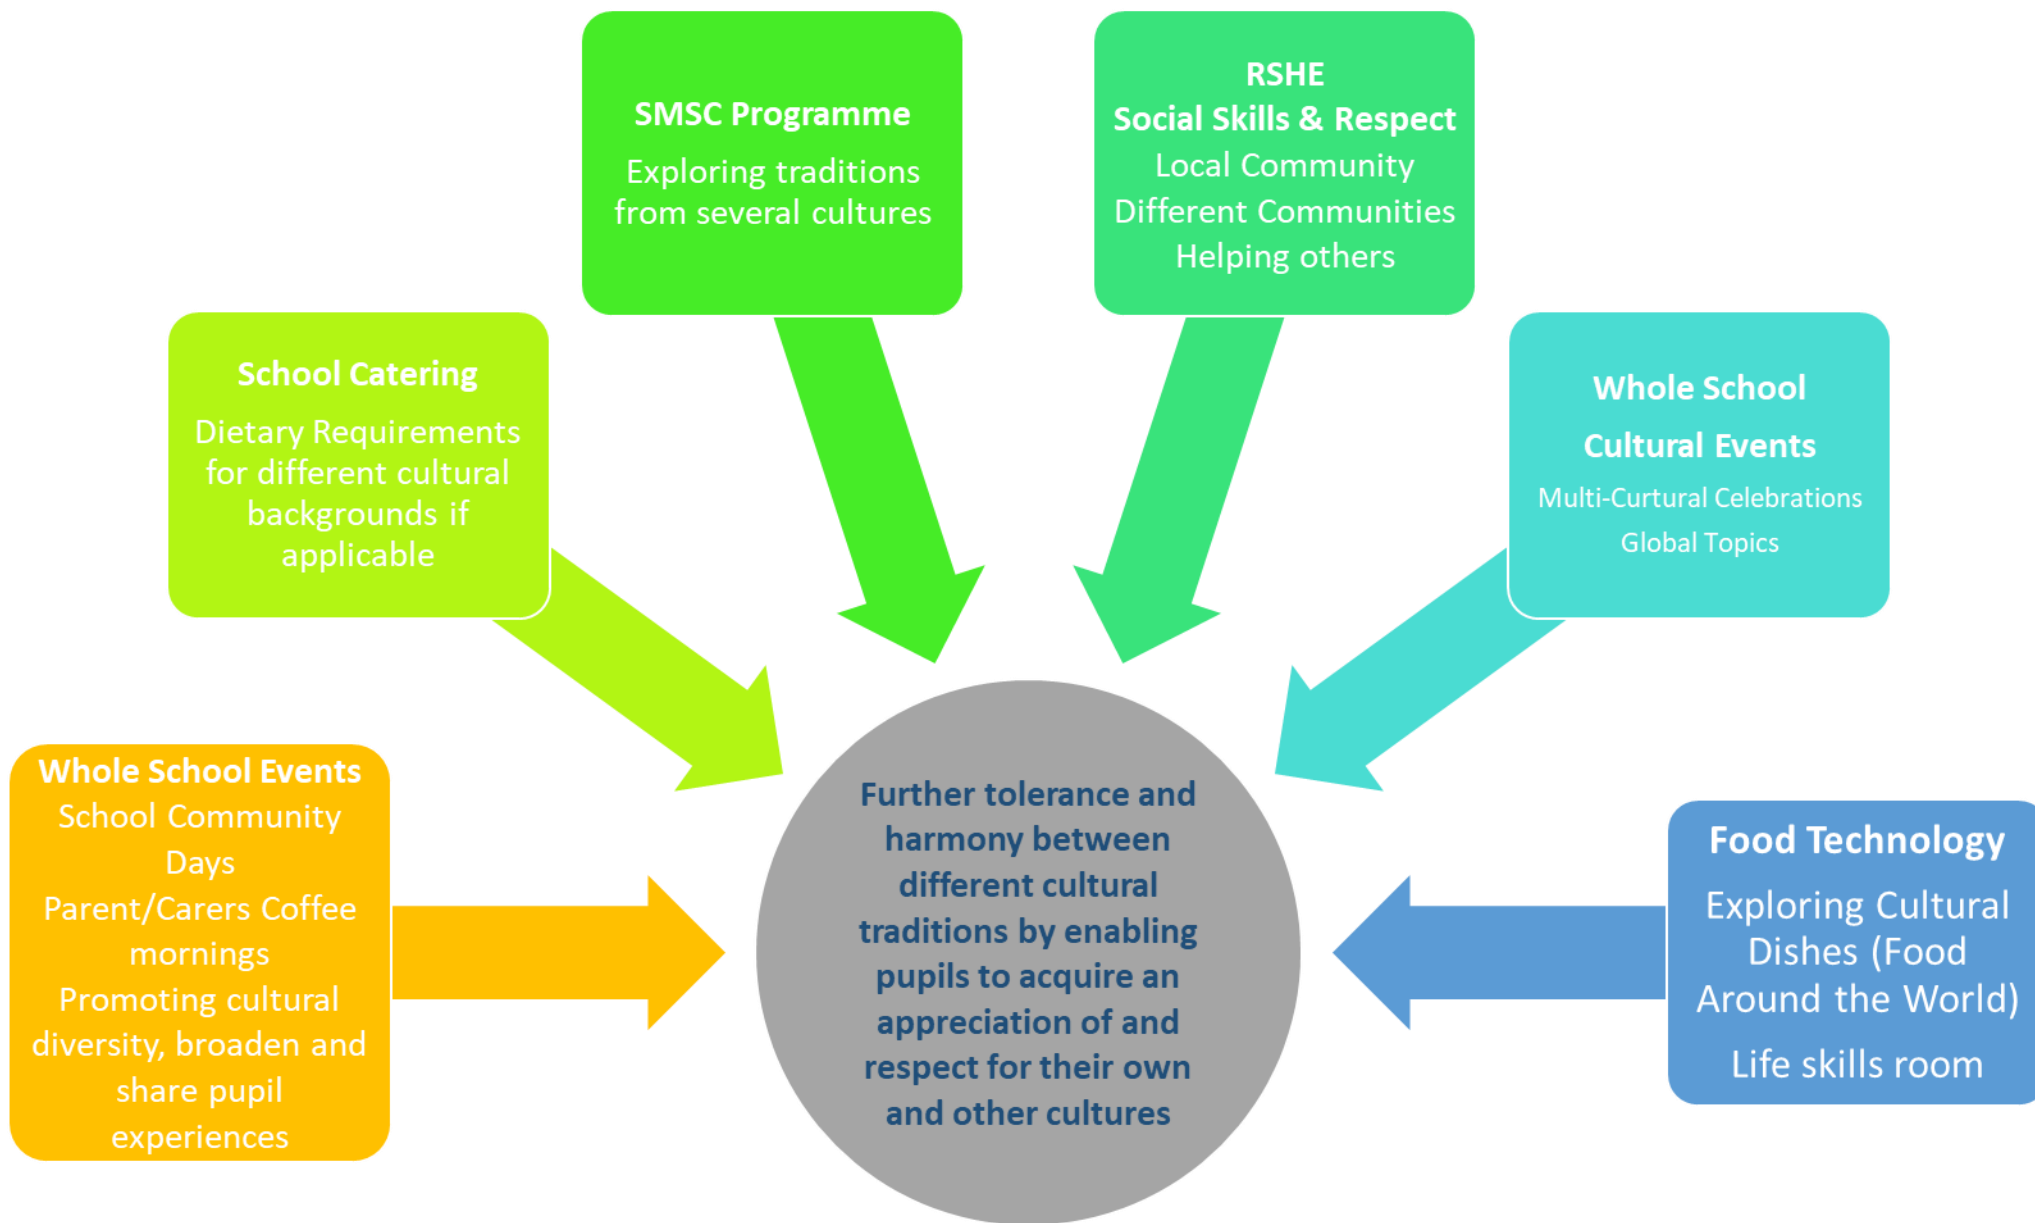 SMSC Programme
Exploring traditions
from several cultures
RSHE
Social Skills & Respect
Local Community
Different Communities
Helping others
School Catering
Dietary Requirements
for different cultural
backgrounds if
applicable
Whole School
Cultural Events
Multi-Curtural Celebrations
Global Topics
Whole School Events
School Community
Days
Parent/Carers Coffee
mornings
Promoting cultural
diversity, broaden and
share pupil
experiences
Further tolerance and
harmony between
different cultural
traditions by enabling
pupils to acquire an
appreciation of and
respect for their own
and other cultures
Food Technology
Exploring Cultural
Dishes (Food
Around the World)
Life skills room